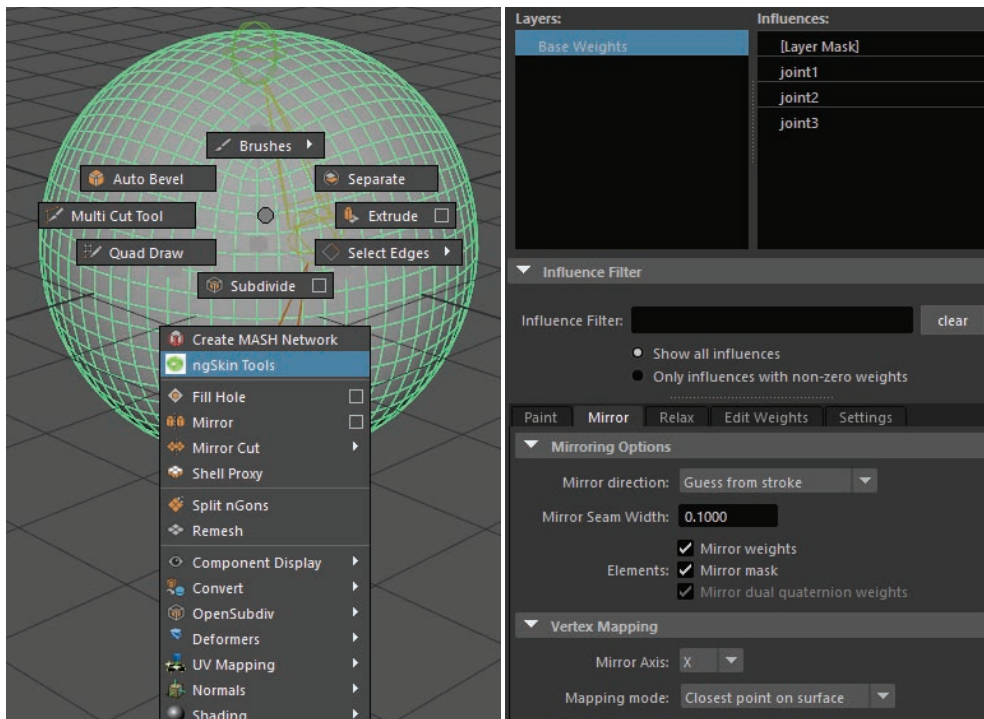 Brushes
Auto Bevel
Separate
Multi Cut Tool
Extrude
Quad Draw
Select Edges
Subdivide
Create MASH Network
ngSkin Tools
Fill Hole
Mirror
Mirror Cut
Shell Proxy
Split nGons
Remesh
Component Display
Convert
OpenSubdiv
Deformers
UV Mapping
Normals
Shading
Layers:
Influences:
Base Weights
[Layer Mask]
joint1
joint2
joint3
Influence Filter
Influence Filter:
clear
Show all influences
Only influences with non-zero weights
Paint Mirror Relax Edit Weights Settings
Mirroring Options
Mirror direction: Guess from stroke
Mirror Seam Width: 0.1000
Mirror weights
Elements: Mirror mask
Mirror dual quaternion weights
Vertex Mapping
Mirror Axis: X
Mapping mode: Closest point on surface